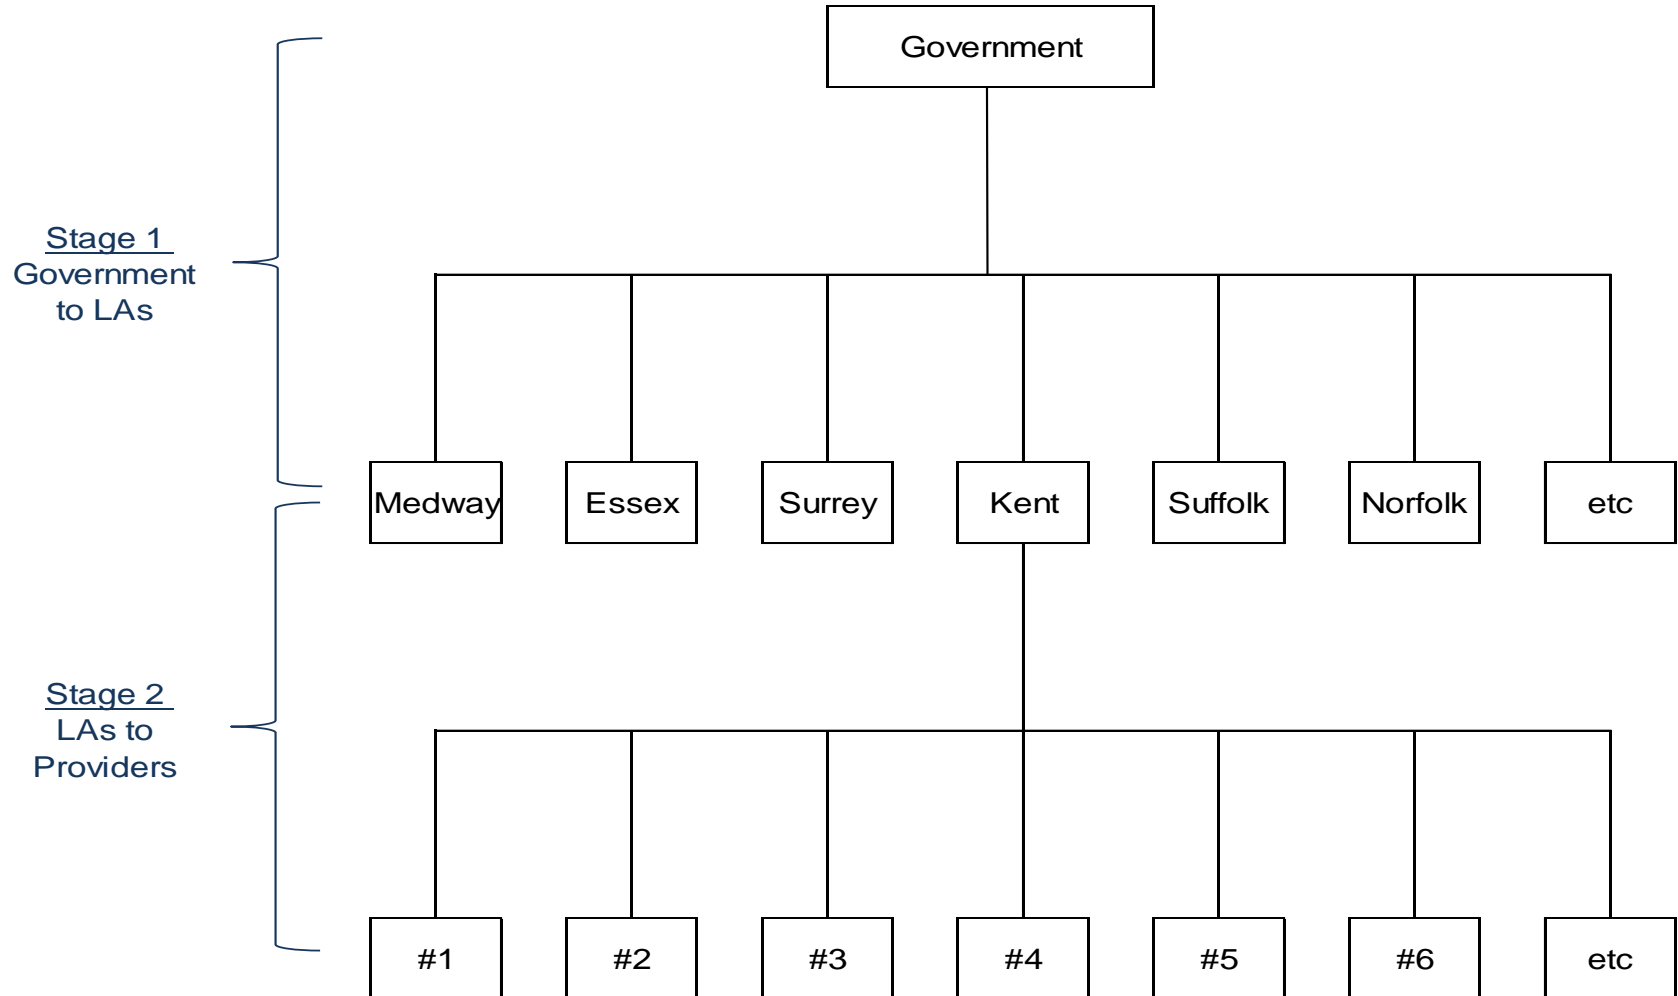 Government
Stage 1
Government
to LAs
Medway
Essex
Surrey
Kent
Suffolk
Norfolk
etc
Stage 2
LAs to
Providers
#1
#2
#3
#4
#5
#6
etc